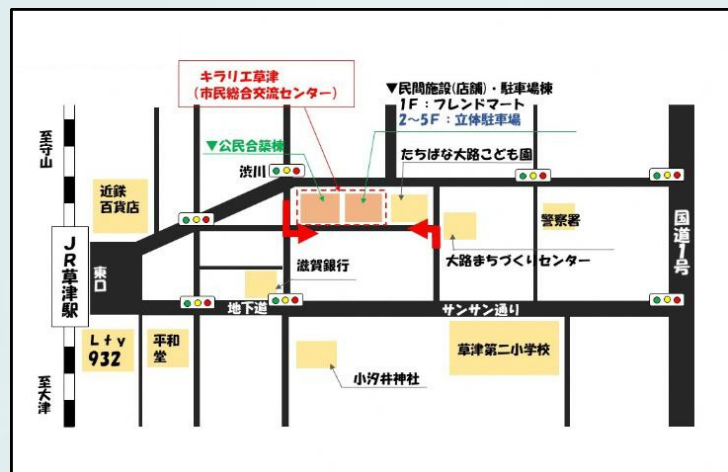 キラリエ草津
(市民総合交流センター)
▼民間施設(店舗)・駐車場棟
1F:フレンドマート
2~5F:立体駐車場
▼公民合築棟
たちばな大路こども園
渋川
至守山
近鉄
百貨店
警察署
国道1号
JR草津駅
東口
滋賀銀行
大路まちづくりセンター
地下道
サンサン通り
Lty
932
平和
堂
草津第二小学校
小汐井神社
至大津